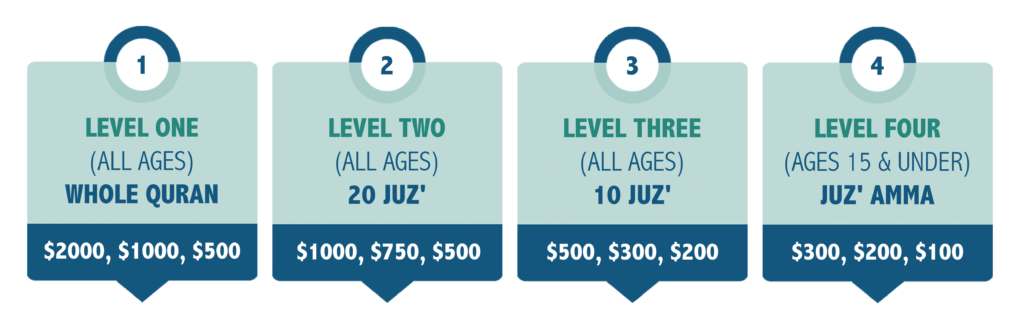 1
LEVEL ONE
(ALL AGES)
WHOLE QURAN
$2000, $1000, $500
2
LEVEL TWO
(ALL AGES)
20 JUZ'
$1000, $750, $500
3
LEVEL THREE
(ALL AGES)
10 JUZ'
$500, $300, $200
4
LEVEL FOUR
(AGES 15 & UNDER)
JUZ' AMMA
$300, $200, $100